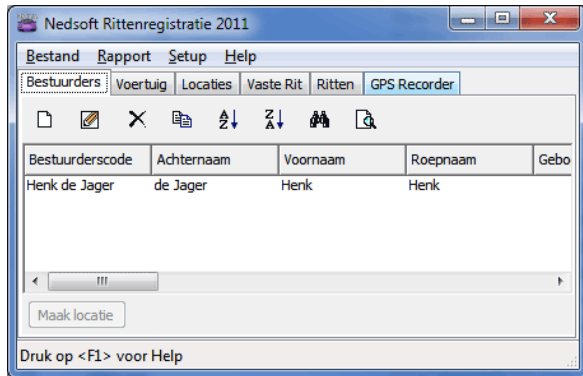 Nedsoft Rittenregistratie 2011
Bestand Rapport Setup Help
Bestuurders Voertuig Locaties Vaste Rit Ritten GPS Recorder
Bestuurderscode Achternaam Voornaam Roepnaam Gebo
Henk de Jager de Jager Henk Henk
Maak locatie
Druk op <F1> voor Help